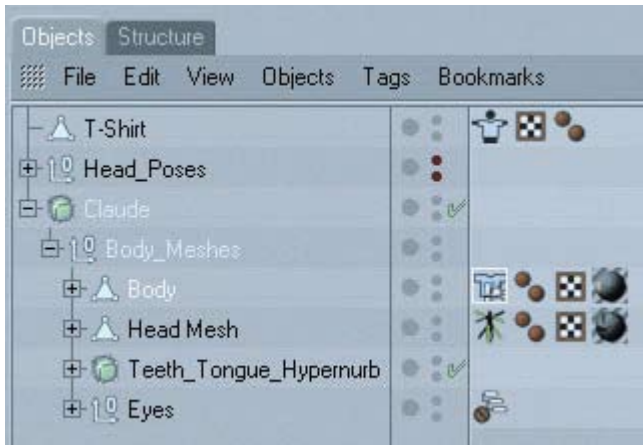 Objects Structure
File Edit View Objects Tags Bookmarks
T-Shirt
Head_Poses
Claude
Body_Meshes
Body
Head Mesh
Teeth_Tongue_Hypernurb
Eyes